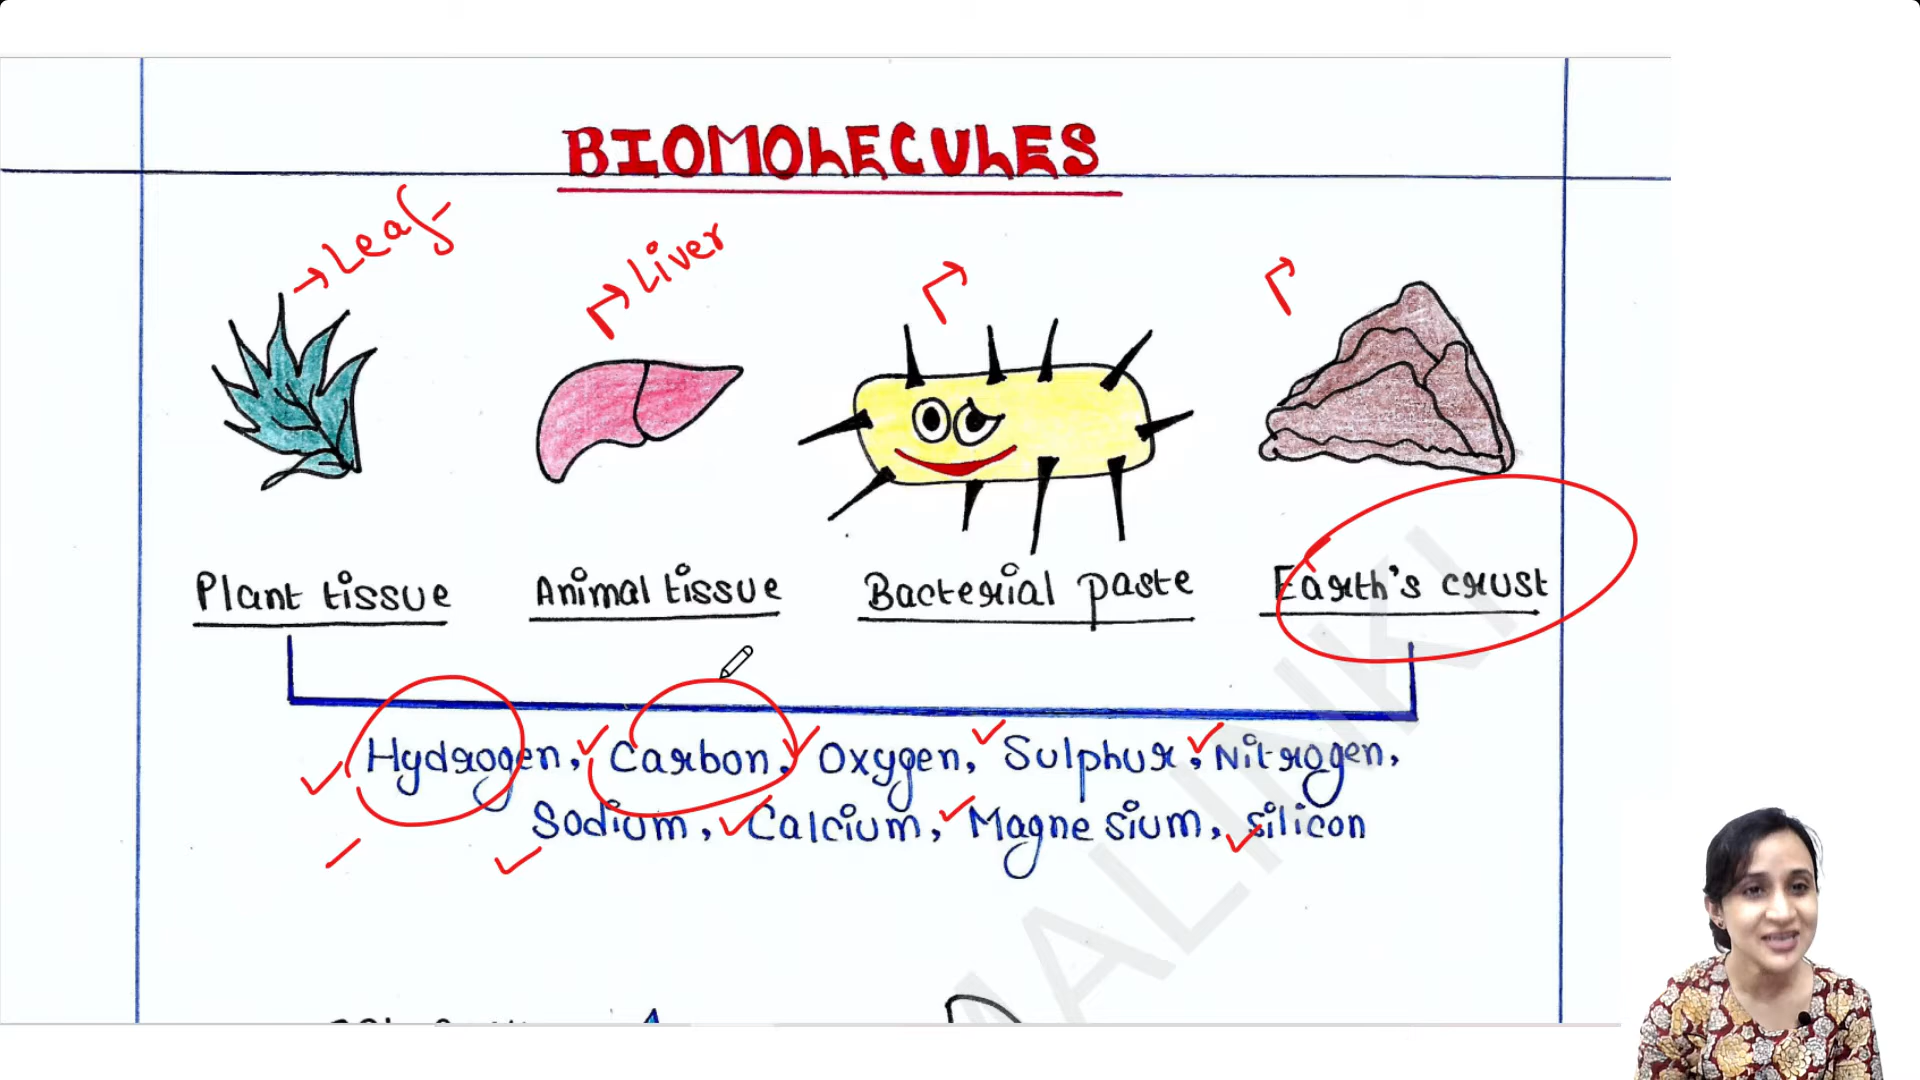 BIOMOLECULES
→ Leaf
Liver
Plant tissue
Animal tissue
Bacterial paste
Earth's crust
Hydrogen, Carbon, Oxygen, Sulphur, Nitrogen,
Sodium, Calcium, Magnesium, silicon
MALINKI